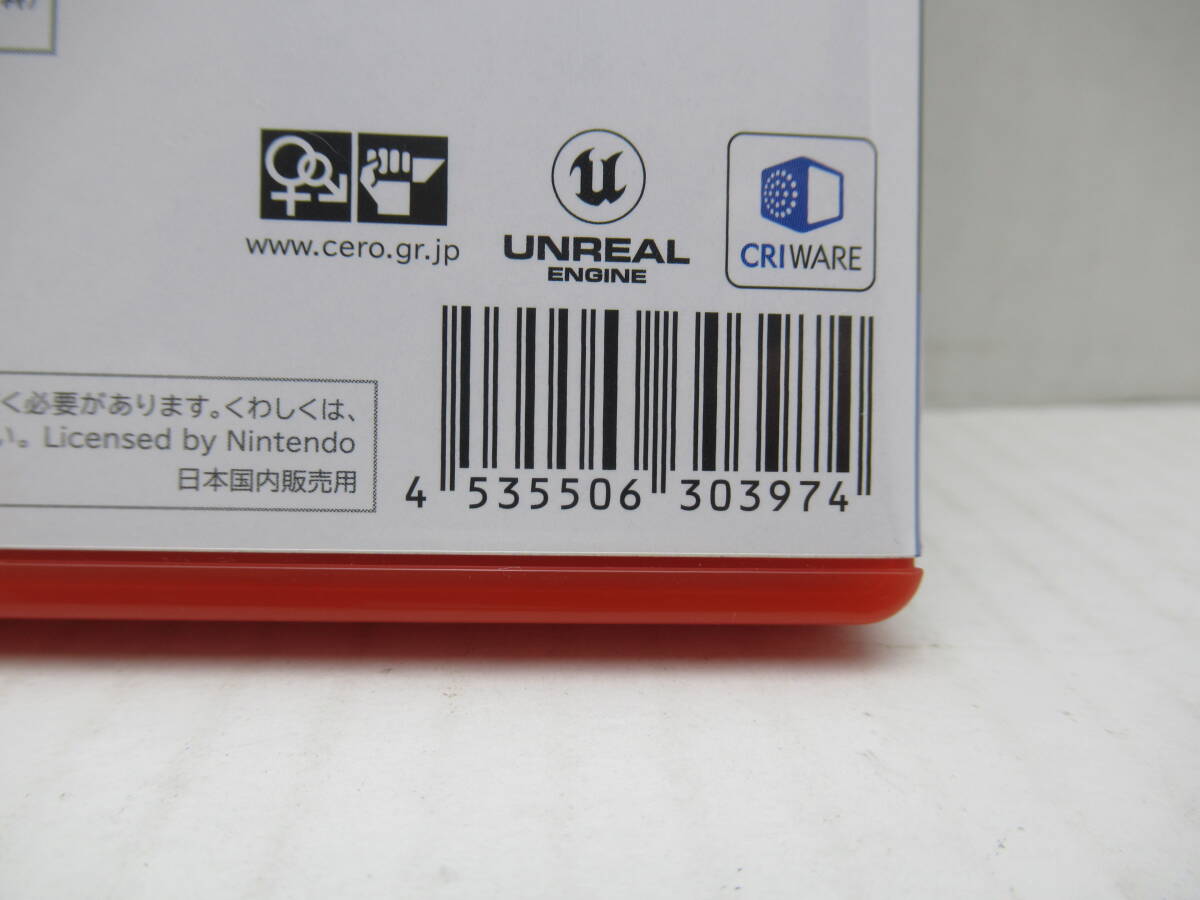 www.cero.gr.jp
UNREAL
ENGINE
CRIWARE
く必要があります。くわしくは、
い。 Licensed by Nintendo
日本国内販売用
4 535506 303974